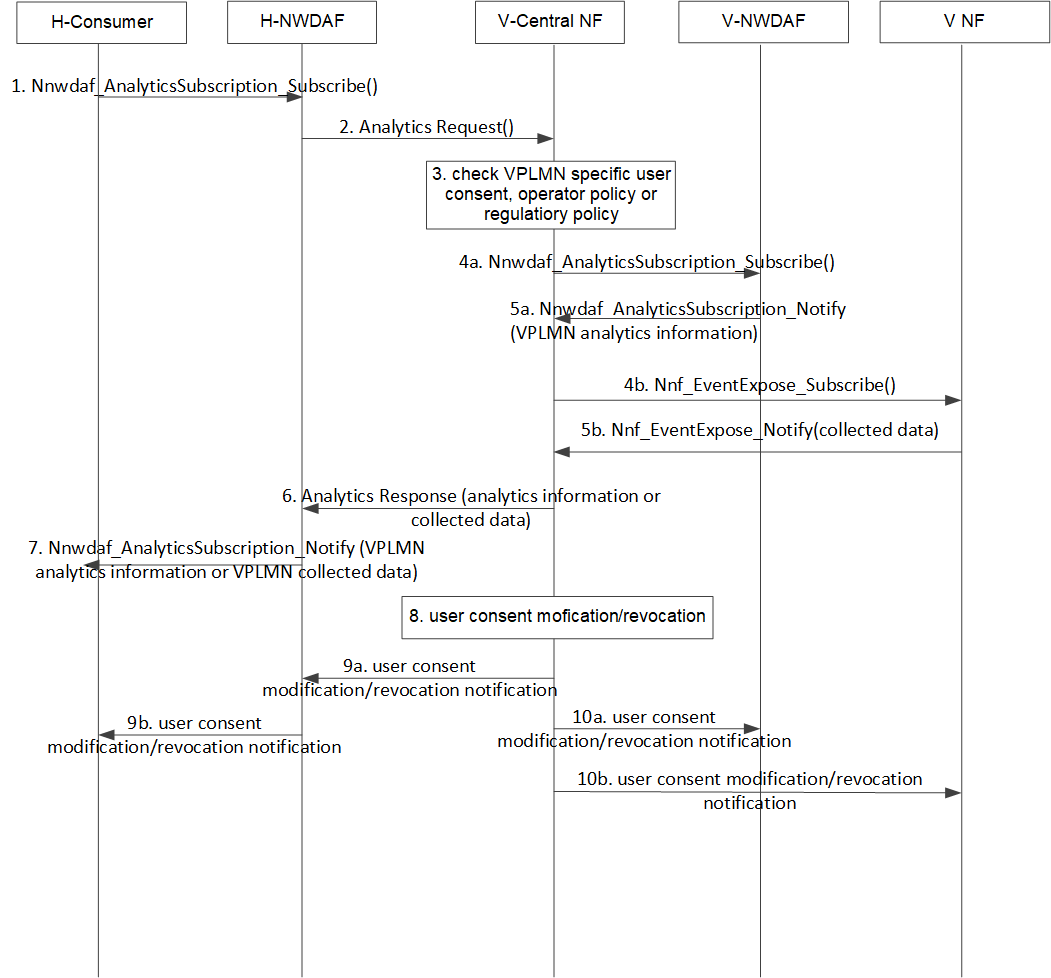 H-Consumer
H-NWDAF
V-Central NF
V-NWDAF
V NF
1. Nnwdaf_AnalyticsSubscription_Subscribe()
2. Analytics Request()
3. check VPLMN specific user
consent, operator policy or
regulatiory policy
4a. Nnwdaf_AnalyticsSubscription_Subscribe()
5a. Nnwdaf_AnalyticsSubscription_Notify
(VPLMN analytics information)
4b. Nnf_EventExpose_Subscribe()
5b. Nnf_EventExpose_Notify(collected data)
6. Analytics Response (analytics information or
collected data)
7. Nnwdaf_AnalyticsSubscription_Notify (VPLMN
analytics information or VPLMN collected data)
8. user consent mofication/revocation
9a. user consent
modification/revocation notification
9b. user consent
modification/revocation notification
10a. user consent
modification/revocation notification
10b. user consent modification/revocation
notification